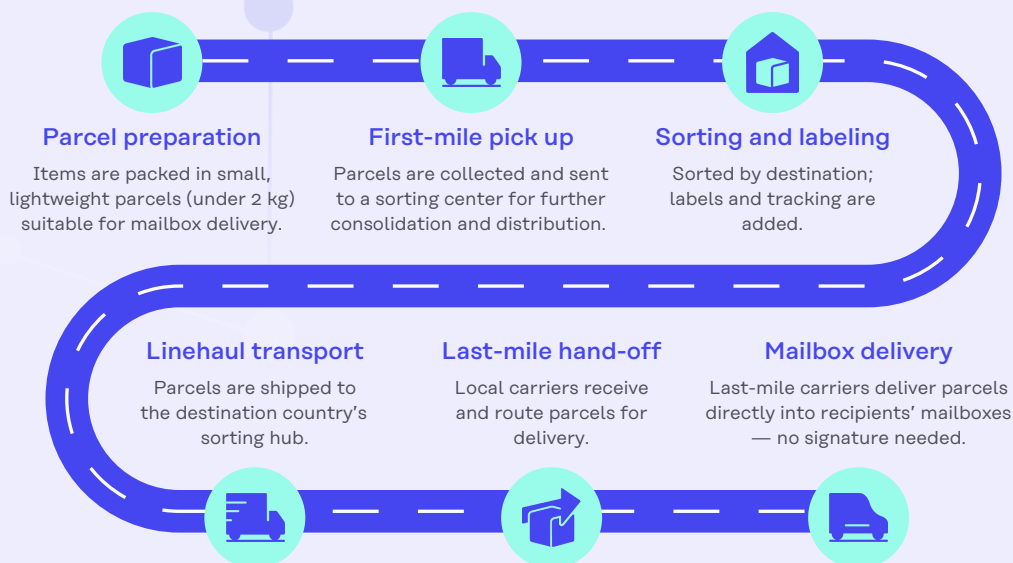 Parcel preparation
Items are packed in small,
lightweight parcels (under 2 kg)
suitable for mailbox delivery.
First-mile pick up
Parcels are collected and sent
to a sorting center for further
consolidation and distribution.
Sorting and labeling
Sorted by destination;
labels and tracking are
added.
Linehaul transport
Parcels are shipped to
the destination country’s
sorting hub.
Last-mile hand-off
Local carriers receive
and route parcels for
delivery.
Mailbox delivery
Last-mile carriers deliver parcels
directly into recipients’ mailboxes
— no signature needed.